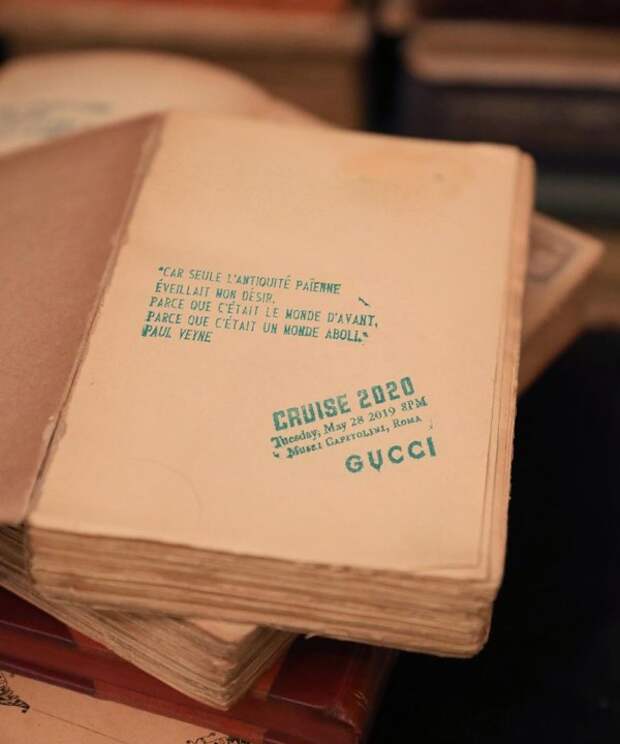 "CAR SEULE L'ANTIQUITÉ PAÏENNE
ÉVEILLAIT MON DÉSIR,
PARCE QUE C'ÉTAIT LE MONDE D'AVANT,
PARCE QUE C'ÉTAIT UN MONDE ABOLI."
PAUL VEYNE
CRUISE 2020
Tuesday, May 28 2019 8PM
Musei Capitolini, Roma
GUCCI